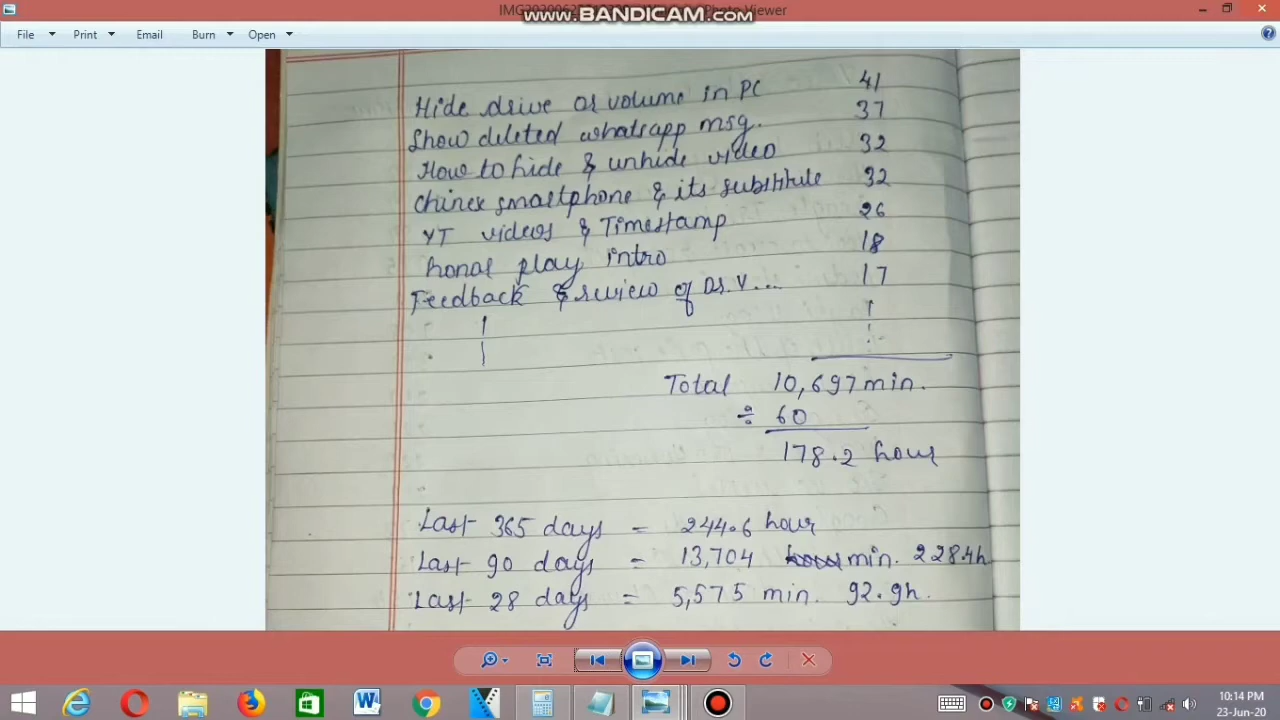 www.BANDICAM.com
File Print Email Burn Open
Hide drive or volume in PC 41
Show deleted whatsapp msg. 37
How to hide & unhide video 32
Chinex smartphone & its substitute 32
YT videos & Timestamp 26
honar play intro 18
Feedback & review of Dr. V... 17
Total 10,697 min.
÷ 60
178.2 hour
Last 365 days = 244.6 hour
Last 90 days = 13,704 min. 228.4h
Last 28 days = 5,575 min. 92.9h.
10:14 PM
23-Jun-20